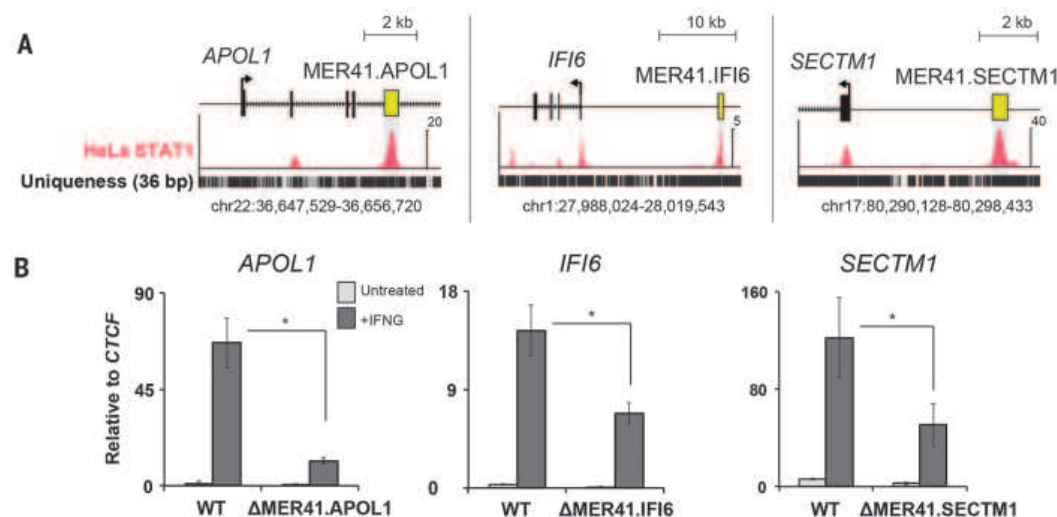 A
2 kb
10 kb
2 kb
APOL1
MER41.APOL1
IFI6
MER41.IFI6
SECTM1
MER41.SECTM1
20
5
40
HeLa STAT1
Uniqueness (36 bp)
chr22:36,647,529-36,656,720
chr1:27,988,024-28,019,543
chr17:80,290,128-80,298,433
B
APOL1
IFI6
SECTM1
Untreated
+IFNG
Relative to CTCF
90
45
0
18
9
0
160
80
0
*
*
*
WT
ΔMER41.APOL1
WT
ΔMER41.IFI6
WT
ΔMER41.SECTM1